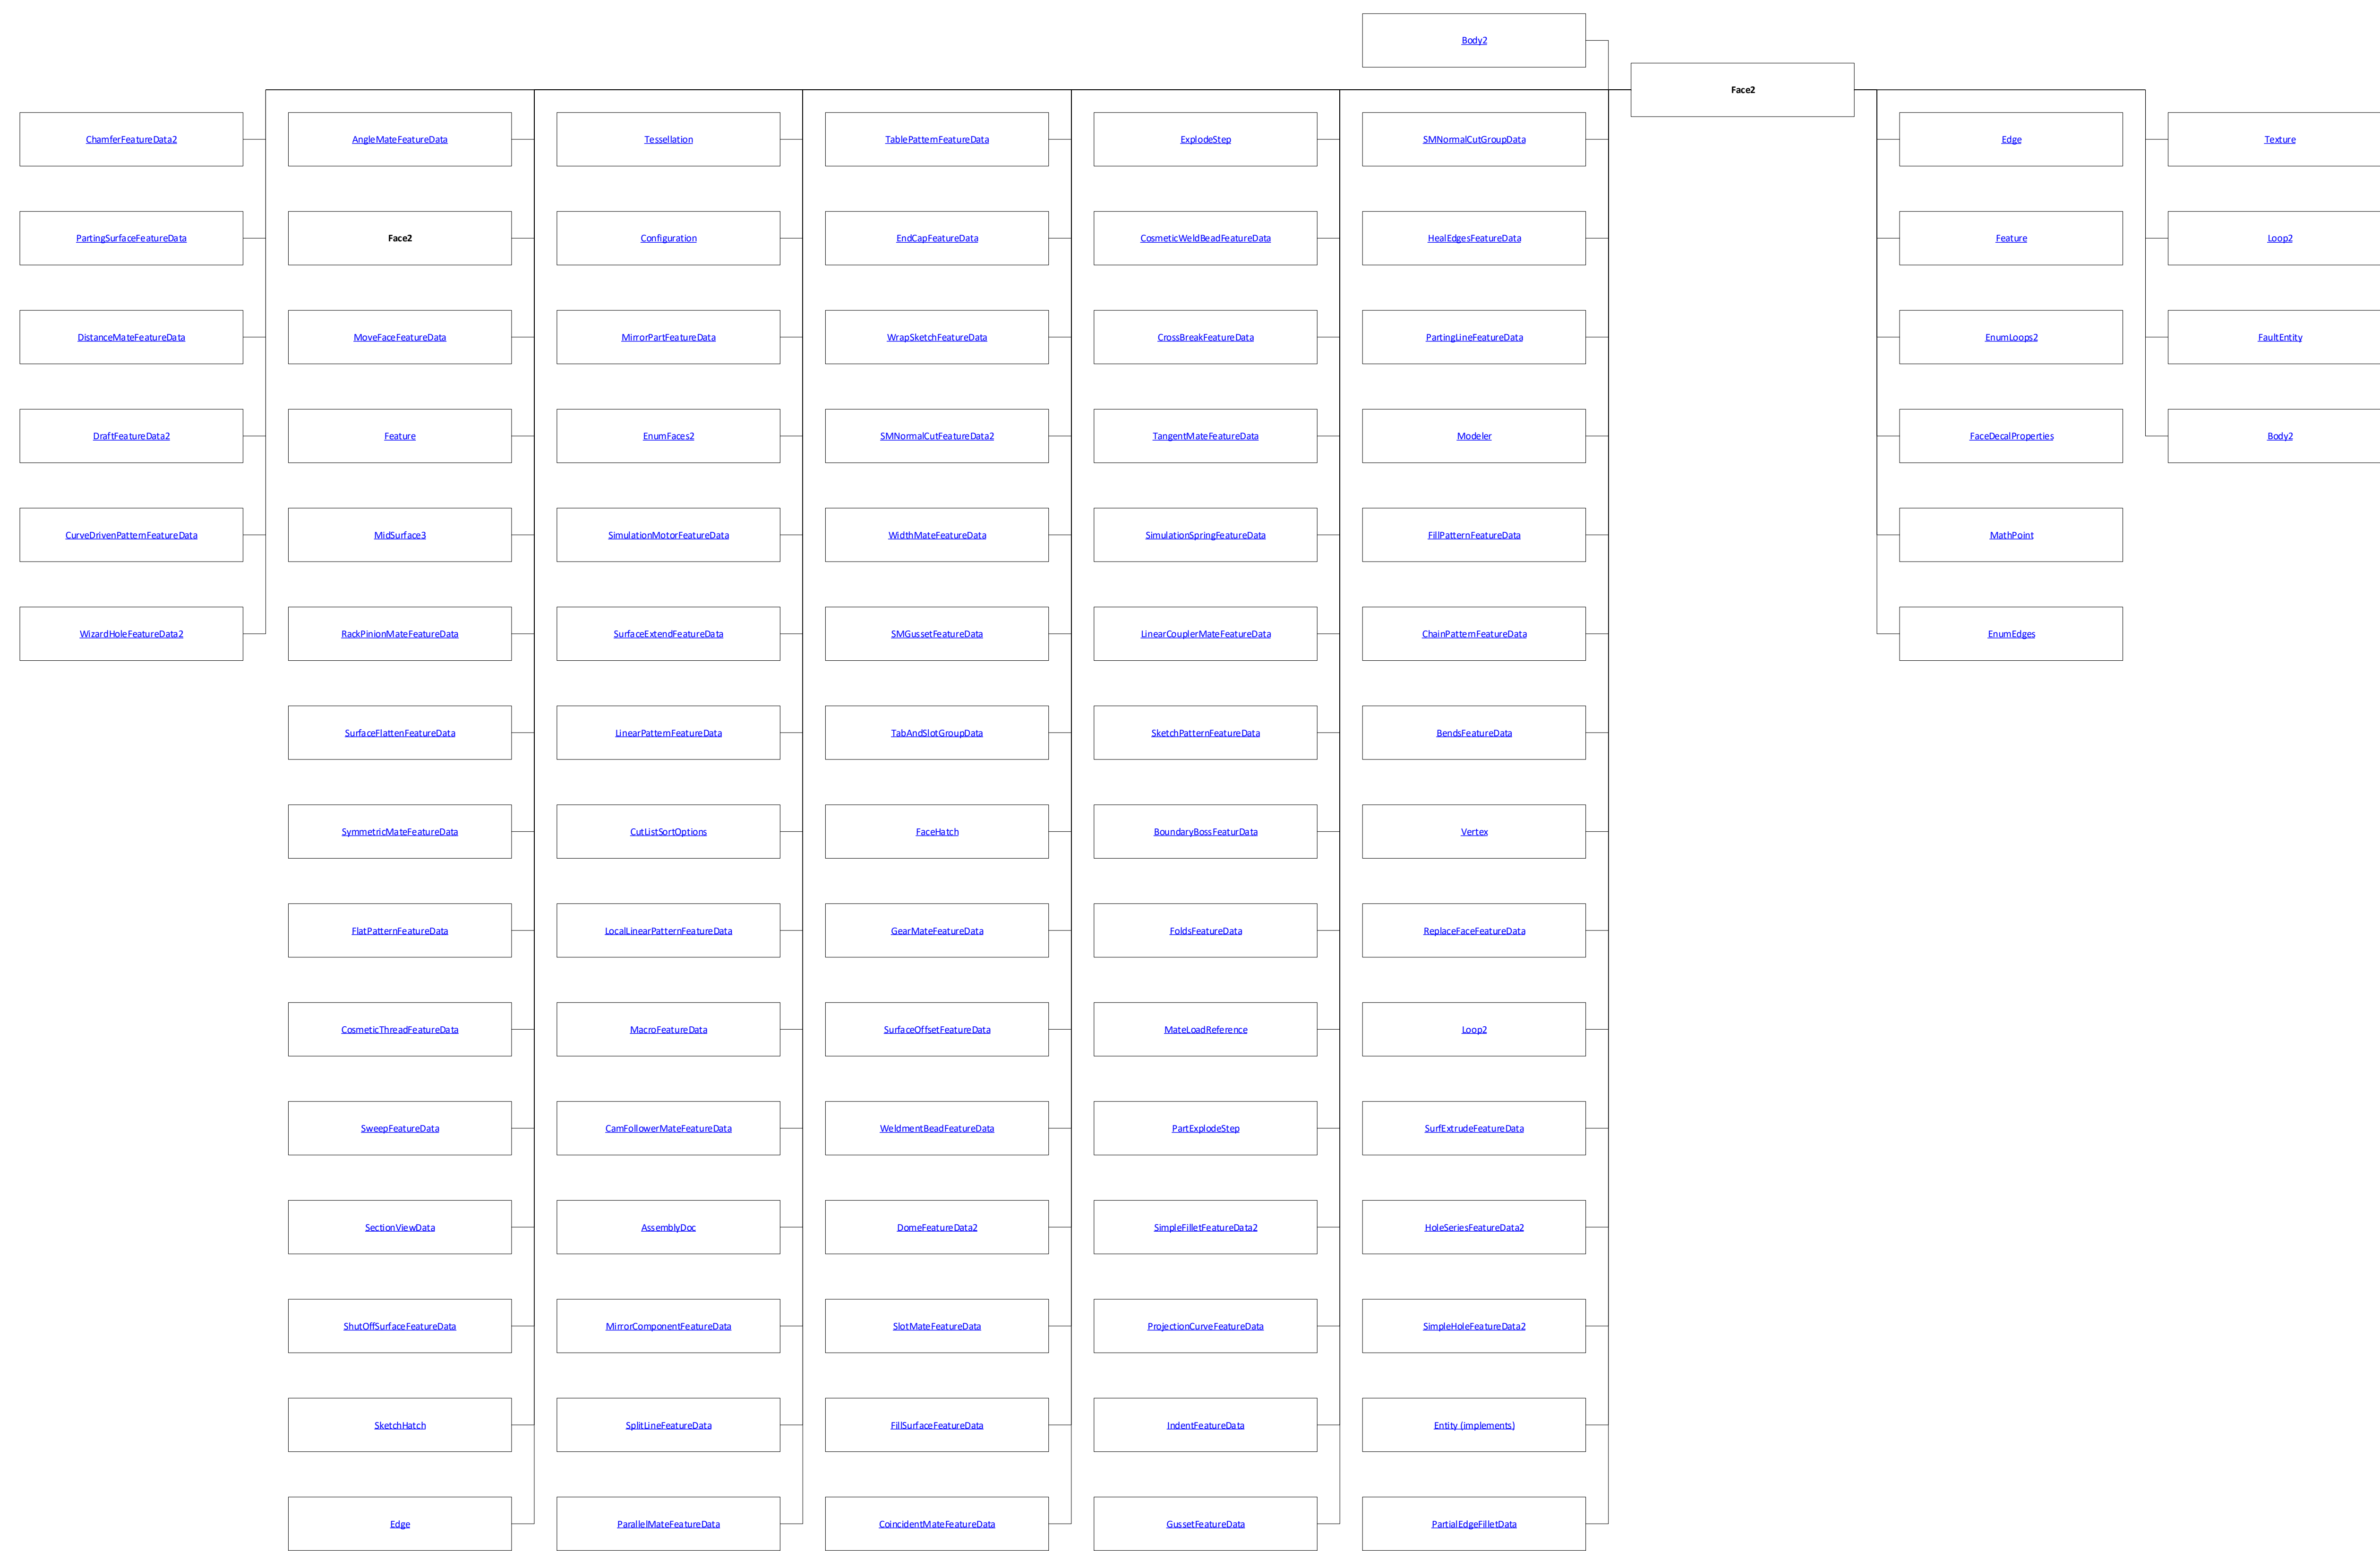 Body2
Face2
ChamferFeatureData2
AngleMateFeatureData
Tessellation
TablePatternFeatureData
ExplodeStep
SMNormalCutGroupData
Edge
Texture
PartingSurfaceFeatureData
Face2
Configuration
EndCapFeatureData
CosmeticWeldBeadFeatureData
HealEdgesFeatureData
Feature
Loop2
DistanceMateFeatureData
MoveFaceFeatureData
MirrorPartFeatureData
WrapSketchFeatureData
CrossBreakFeatureData
PartingLineFeatureData
EnumLoops2
FaultEntity
DraftFeatureData2
Feature
EnumFaces2
SMNormalCutFeatureData2
TangentMateFeatureData
Modeler
FaceDecalProperties
Body2
CurveDrivenPatternFeatureData
MidSurface3
SimulationMotorFeatureData
WidthMateFeatureData
SimulationSpringFeatureData
FillPatternFeatureData
MathPoint
WizardHoleFeatureData2
RackPinionMateFeatureData
SurfaceExtendFeatureData
SMGussetFeatureData
LinearCouplerMateFeatureData
ChainPatternFeatureData
EnumEdges
SurfaceFlattenFeatureData
LinearPatternFeatureData
TabAndSlotGroupData
SketchPatternFeatureData
BendsFeatureData
SymmetricMateFeatureData
CutListSortOptions
FaceHatch
BoundaryBossFeaturData
Vertex
FlatPatternFeatureData
LocalLinearPatternFeatureData
GearMateFeatureData
FoldsFeatureData
ReplaceFaceFeatureData
CosmeticThreadFeatureData
MacroFeatureData
SurfaceOffsetFeatureData
MateLoadReference
Loop2
SweepFeatureData
CamFollowerMateFeatureData
WeldmentBeadFeatureData
PartExplodeStep
SurfExtrudeFeatureData
SectionViewData
AssemblyDoc
DomeFeatureData2
SimpleFilletFeatureData2
HoleSeriesFeatureData2
ShutOffSurfaceFeatureData
MirrorComponentFeatureData
SlotMateFeatureData
ProjectionCurveFeatureData
SimpleHoleFeatureData2
SketchHatch
SplitLineFeatureData
FillSurfaceFeatureData
IndentFeatureData
Entity (implements)
Edge
ParallelMateFeatureData
CoincidentMateFeatureData
GussetFeatureData
PartialEdgeFilletData